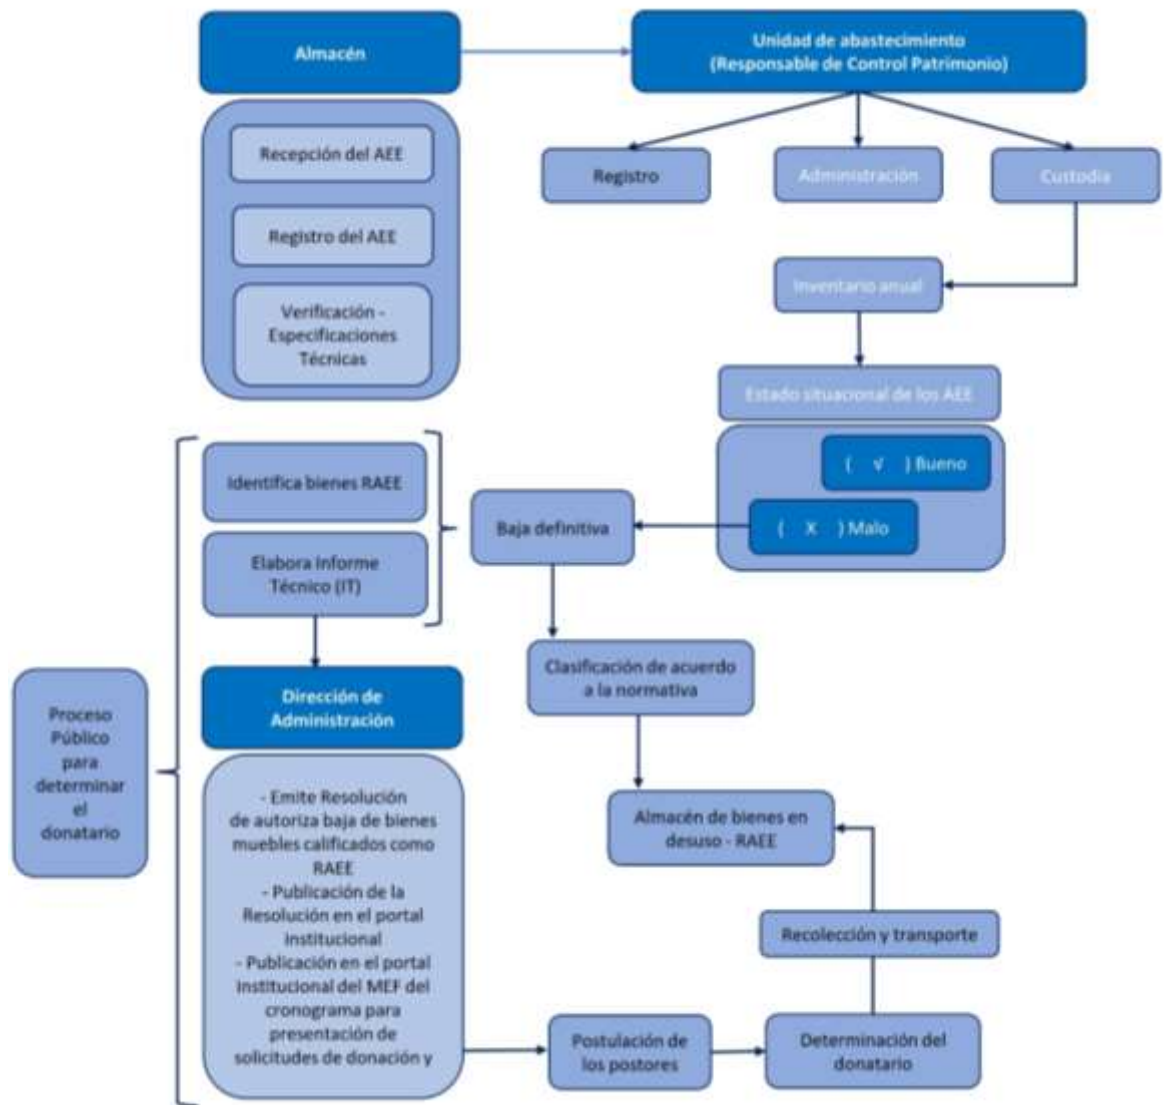 Almacén
Unidad de abastecimiento
(Responsable de Control Patrimonio)
Recepción del AEE
Registro del AEE
Verificación -
Especificaciones
Técnicas
Registro
Administración
Custodia
Inventario anual
Estado situacional de los AEE
( √ ) Bueno
( X ) Malo
Baja definitiva
Identifica bienes RAEE
Elabora Informe
Técnico (IT)
Clasificación de acuerdo
a la normativa
Dirección de
Administración
Proceso
Público
para
determinar
el
donatario
- Emite Resolución
de autoriza baja de bienes
muebles calificados como
RAEE
- Publicación de la
Resolución en el portal
institucional
- Publicación en el portal
institucional del MEF del
cronograma para
presentación de
solicitudes de donación y
Almacén de bienes en
desuso - RAEE
Recolección y transporte
Postulación de
los postores
Determinación del
donatario